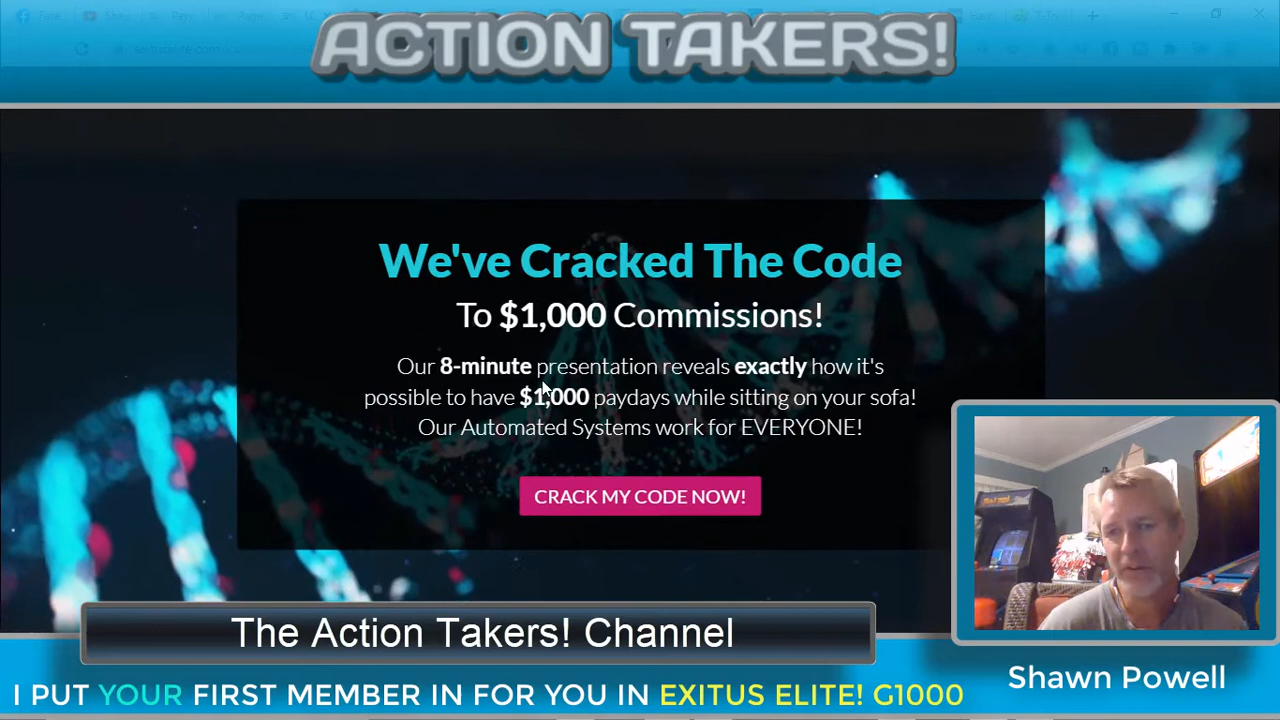 ACTION TAKERS!
We've Cracked The Code
To $1,000 Commissions!
Our 8-minute presentation reveals exactly how it's
possible to have $1,000 paydays while sitting on your sofa!
Our Automated Systems work for EVERYONE!
CRACK MY CODE NOW!
The Action Takers! Channel
Shawn Powell
I PUT YOUR FIRST MEMBER IN FOR YOU IN EXITUS ELITE! G1000